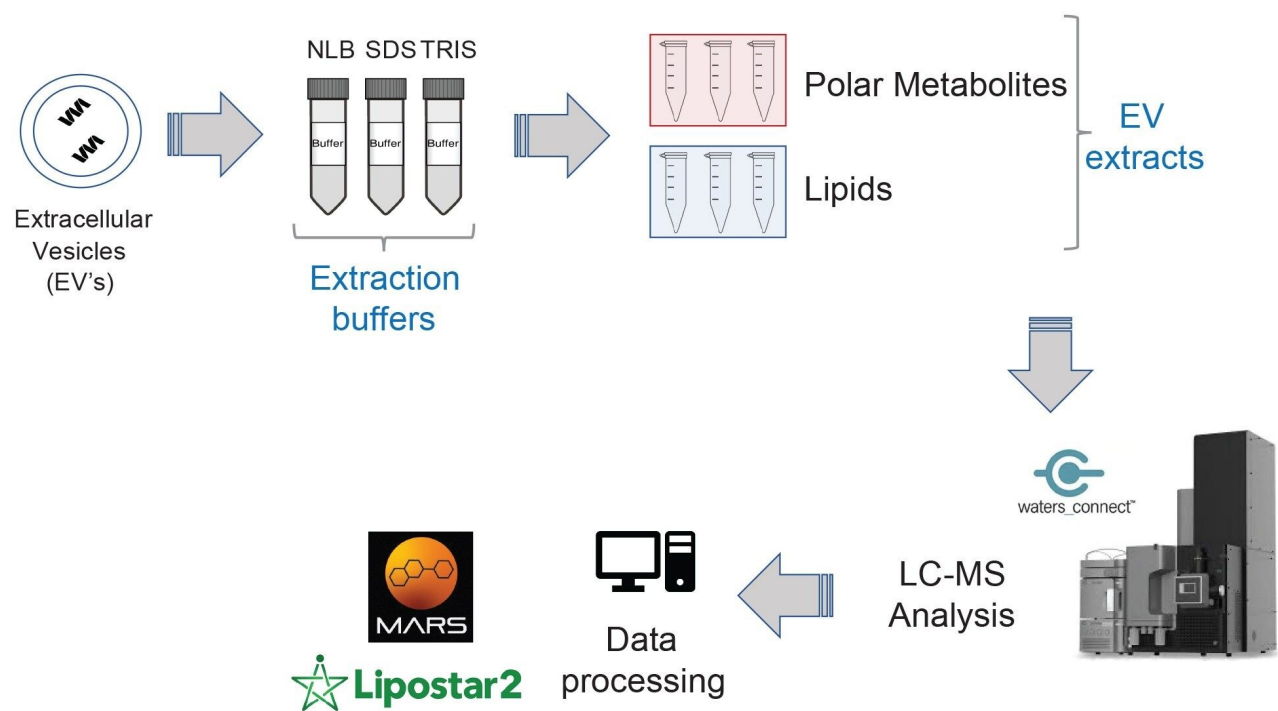 NLB SDS TRIS
Buffer Buffer Buffer
Extracellular
Vesicles
(EV's)
Extraction
buffers
Polar Metabolites
Lipids
EV
extracts
waters_connect™
LC-MS
Analysis
Data
processing
MARS
Lipostar2